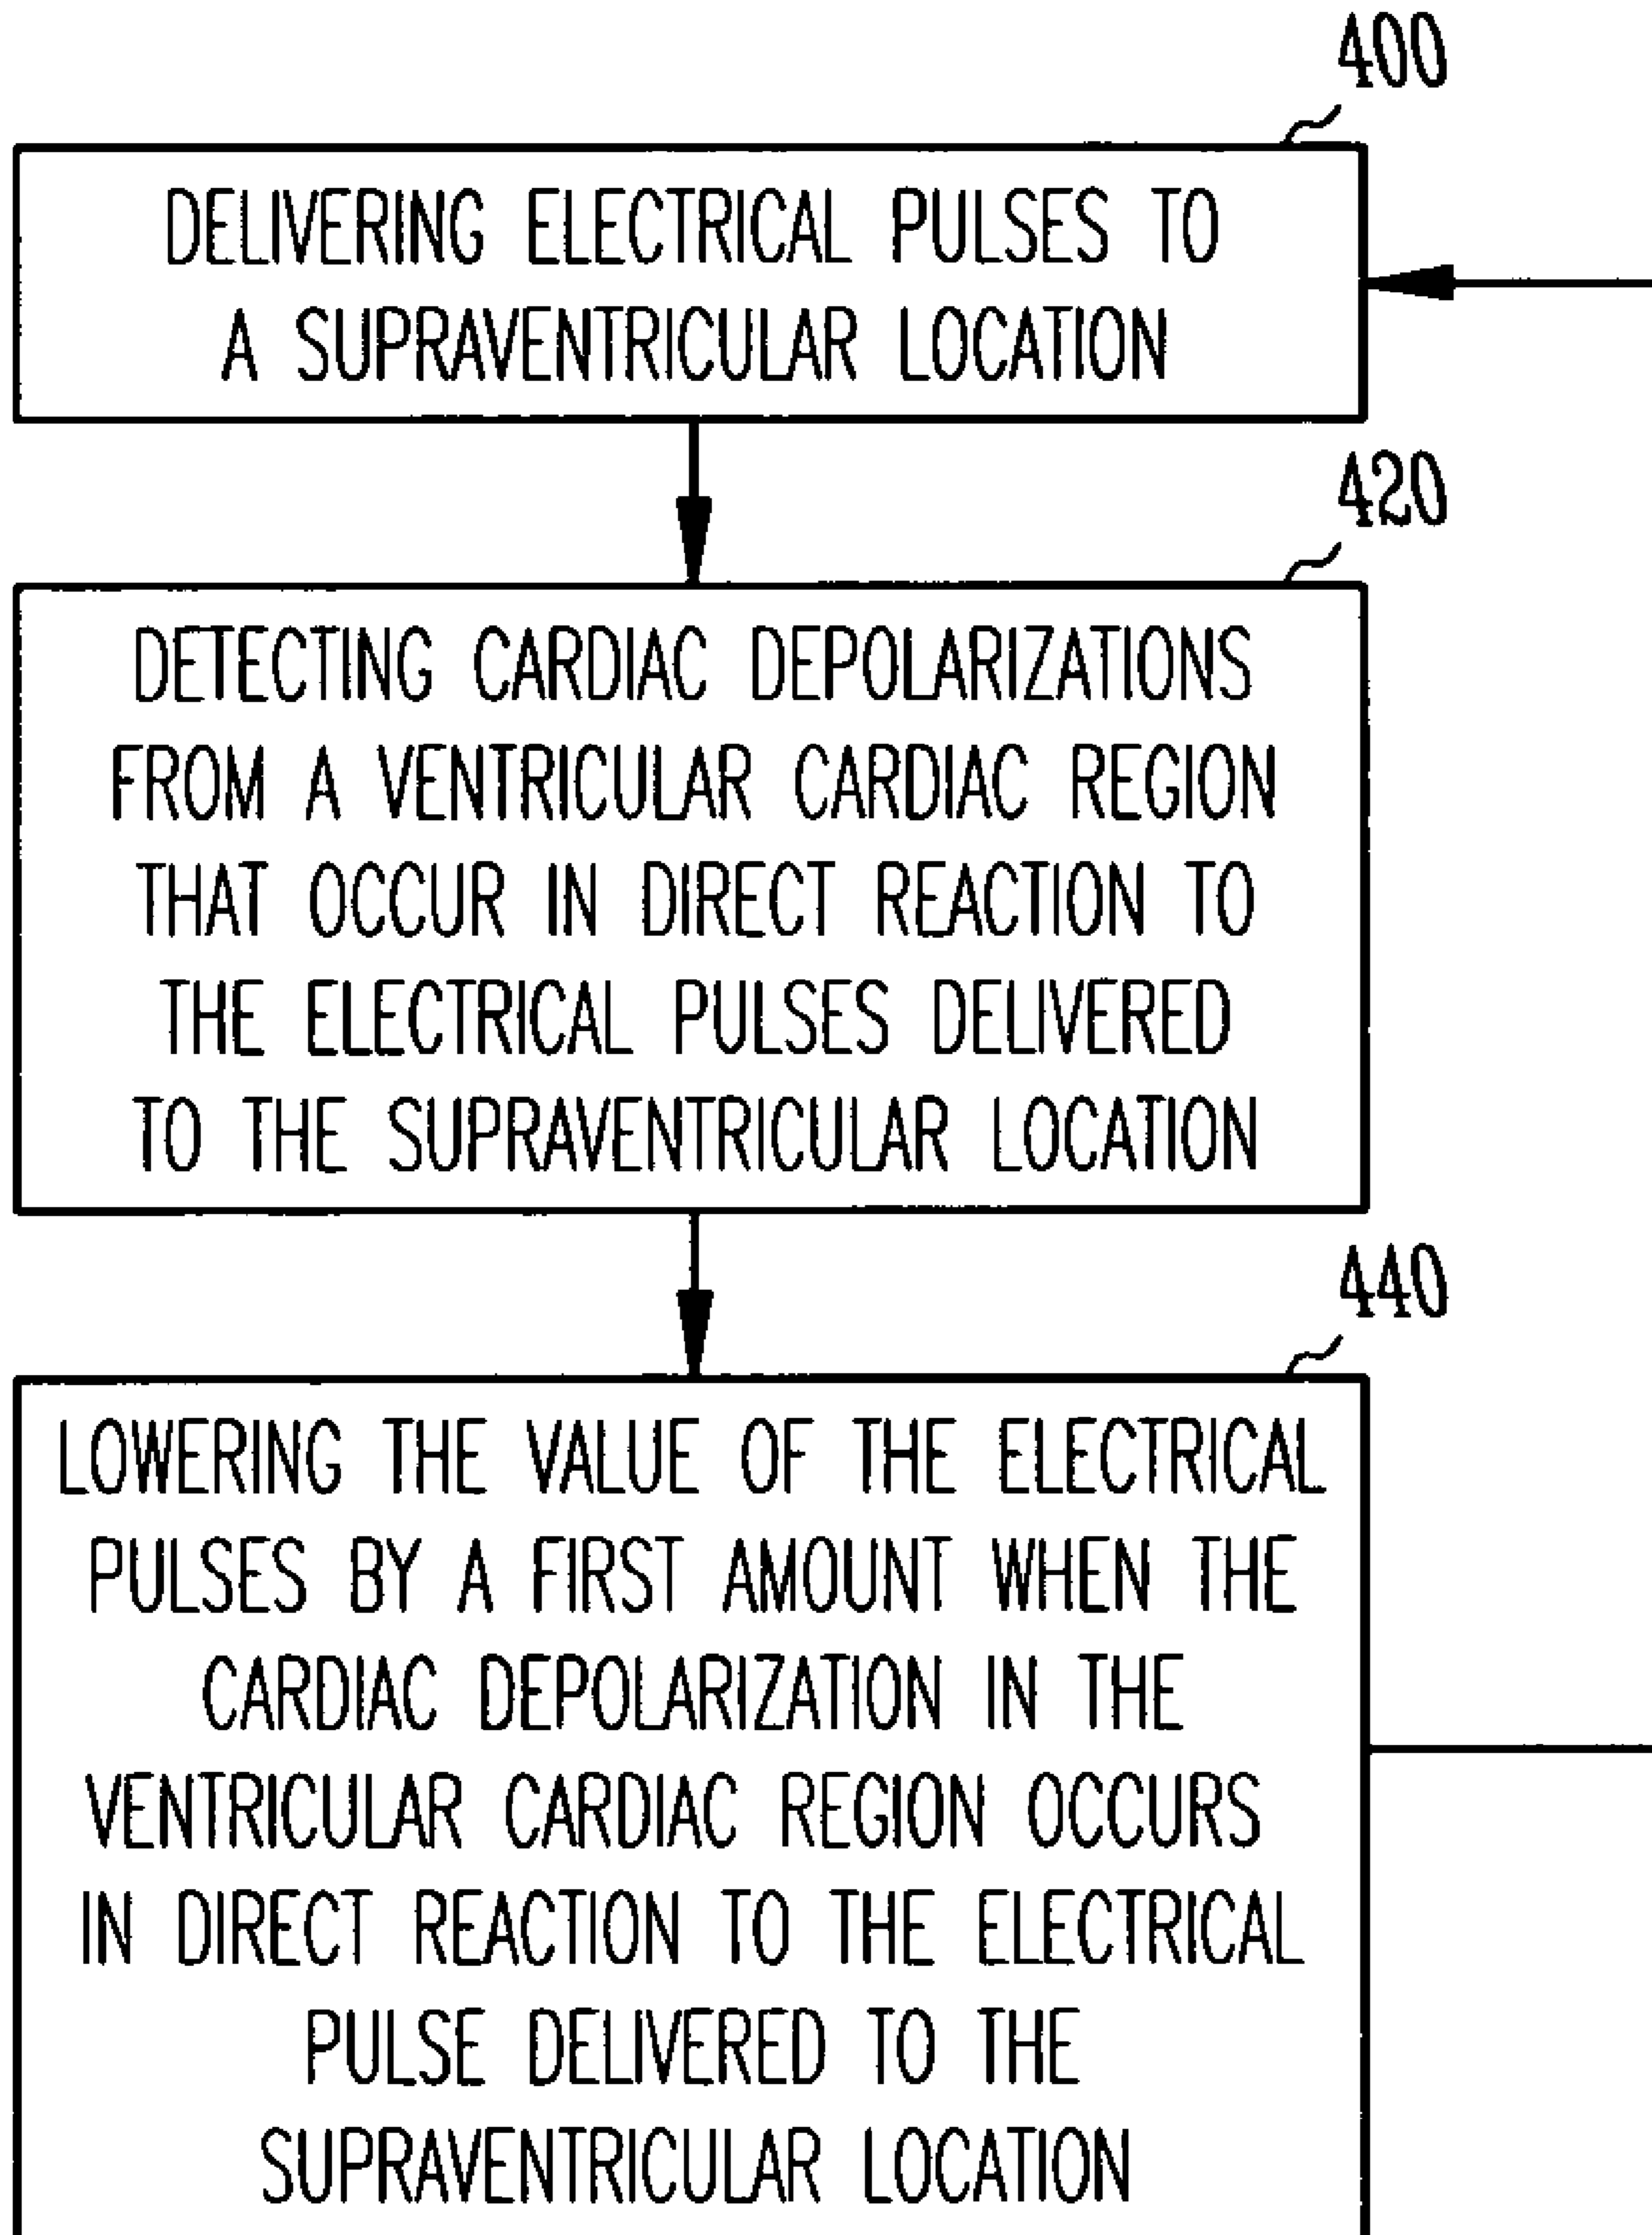 400
DELIVERING ELECTRICAL PULSES TO
A SUPRAVENTRICULAR LOCATION
420
DETECTING CARDIAC DEPOLARIZATIONS
FROM A VENTRICULAR CARDIAC REGION
THAT OCCUR IN DIRECT REACTION TO
THE ELECTRICAL PULSES DELIVERED
TO THE SUPRAVENTRICULAR LOCATION
440
LOWERING THE VALUE OF THE ELECTRICAL
PULSES BY A FIRST AMOUNT WHEN THE
CARDIAC DEPOLARIZATION IN THE
VENTRICULAR CARDIAC REGION OCCURS
IN DIRECT REACTION TO THE ELECTRICAL
PULSE DELIVERED TO THE
SUPRAVENTRICULAR LOCATION